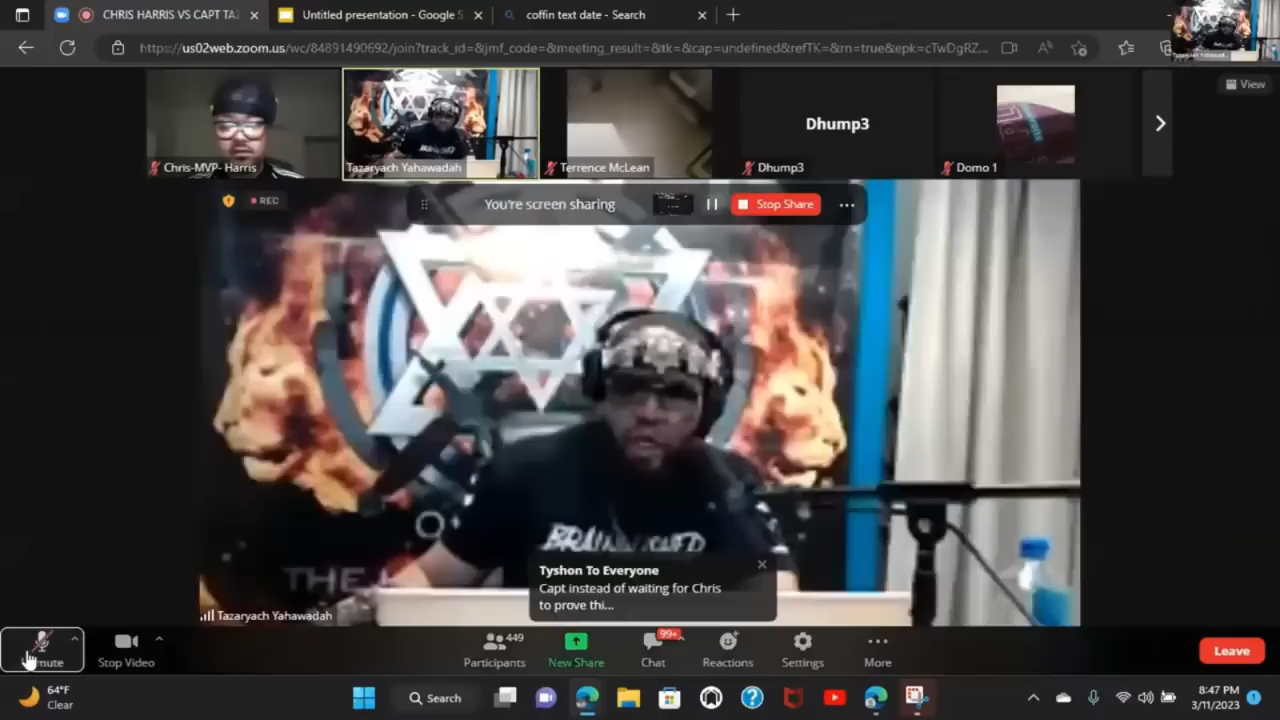 CHRIS HARRIS VS CAPT TA
Untitled presentation - Google S
coffin text date - Search
https://us02web.zoom.us/wc/84891490692/join?track_id=&jmf_code=&meeting_result=&tk=&cap=undefined&refTK=&rn=true&epk=cTwDgRZ...
View
Dhump3
Chris-MVP- Harris
Tazaryach Yahawadah
Terrence McLean
Dhump3
Domo 1
REC
You're screen sharing
Stop Share
Tyshon To Everyone
Capt instead of waiting for Chris
to prove thi...
THE
Tazaryach Yahawadah
Stop Video
449
Participants
New Share
99+
Chat
Reactions
Settings
More
Leave
64°F
Clear
Search
8:47 PM
3/11/2023
1